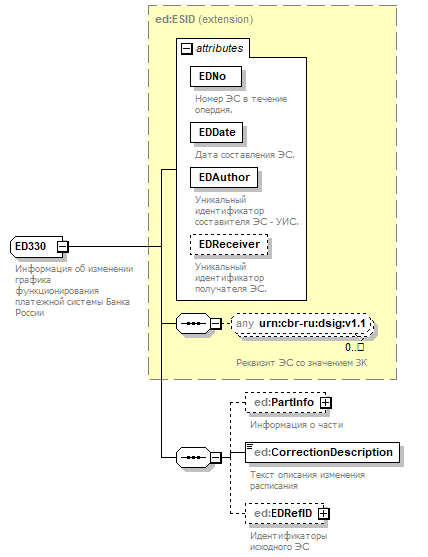 ed:ESID (extension)
attributes
EDNo
Номер ЭС в течение
опердня.
EDDate
Дата составления ЭС.
EDAuthor
Уникальный
идентификатор
составителя ЭС - УИС.
EDReceiver
Уникальный
идентификатор
получателя ЭС.
ED330
Информация об изменении
графика
функционирования
платежной системы Банка
России
any urn:cbr-ru:dsig:v1.1
0..□
Реквизит ЭС со значением ЗК
ed:PartInfo
Информация о части
ed:CorrectionDescription
Текст описания изменения
расписания
ed:EDRefID
Идентификаторы
исходного ЭС